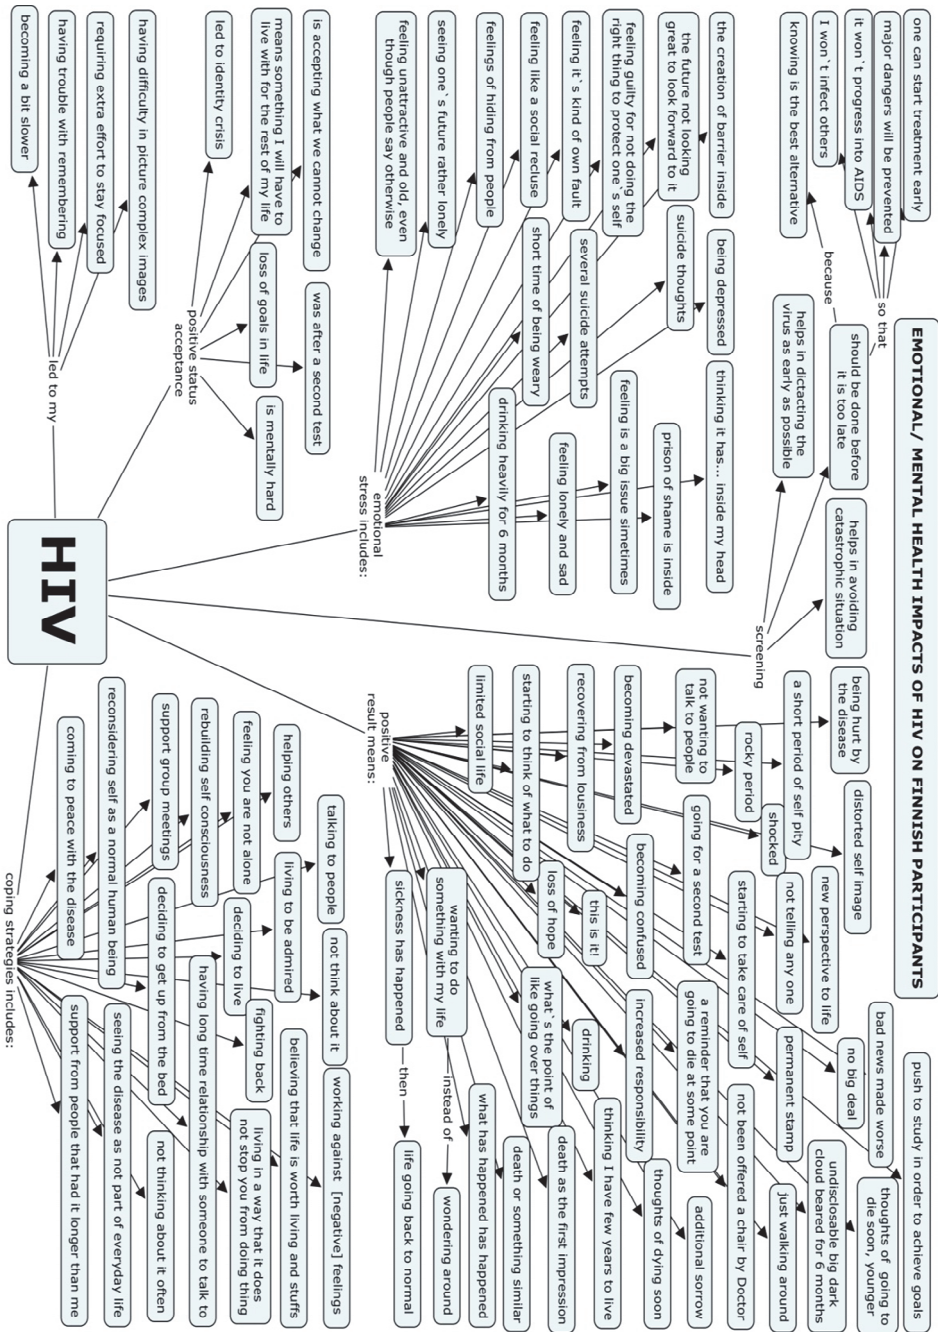 EMOTIONAL/ MENTAL HEALTH IMPACTS OF HIV ON FINNISH PARTICIPANTS
one can start treatment early
major dangers will be prevented
it won`t progress into AIDS
I won`t infect others
knowing is the best alternative
so that
because
should be done before
it is too late
helps in dictacting the
virus as early as possible
helps in avoiding
catastrophic situation
screening
the creation of barrier inside
being depressed
thinking it has... inside my head
the future not looking
great to look forward to it
suicide thoughts
prison of shame is inside
feeling guilty for not doing the
right thing to protect one`s self
feeling is a big issue simetimes
feeling it`s kind of own fault
several suicide attempts
feeling lonely and sad
feeling like a social recluse
short time of being weary
drinking heavily for 6 months
feelings of hiding from people
seeing one`s future rather lonely
feeling unattractive and old, even
though people say otherwise
emotional
stress includes:
is accepting what we cannot change
was after a second test
means something I will have to
live with for the rest of my life
loss of goals in life
is mentally hard
led to identity crisis
positive status
acceptance
having difficulty in picture complex images
requiring extra effort to stay focused
having trouble with remembering
becoming a bit slower
led to my
HIV
push to study in order to achieve goals
being hurt by
the disease
distorted self image
bad news made worse
thoughts of going to
die soon, younger
no big deal
a short period of self pity
new perspective to life
undisclosable big dark
cloud beared for 6 months
rocky period
shocked
not telling any one
permanent stamp
just walking around
not wanting to
talk to people
going for a second test
starting to take care of self
not been offered a chair by Doctor
a reminder that you are
going to die at some point
additional sorrow
becoming devastated
becoming confused
increased responsibility
thoughts of dying soon
recovering from lousiness
this is it!
drinking
thinking I have few years to live
starting to think of what to do
loss of hope
what`s the point of
like going over things
death as the first impression
limited social life
death or something similar
what has happened has happened
wanting to do
something with my life
instead of
wondering around
sickness has happened
then
life going back to normal
positive
result means:
talking to people
not think about it
working against [negative] feelings
helping others
living to be admired
believing that life is worth living and stuffs
feeling you are not alone
deciding to live
fighting back
living in a way that it does
not stop you from doing thing
rebuilding self consciousness
having long time relationship with someone to talk to
support group meetings
deciding to get up from the bed
not thinking about it often
reconsidering self as a normal human being
seeing the disease as not part of everyday life
coming to peace with the disease
support from people that had it longer than me
coping strategies includes: